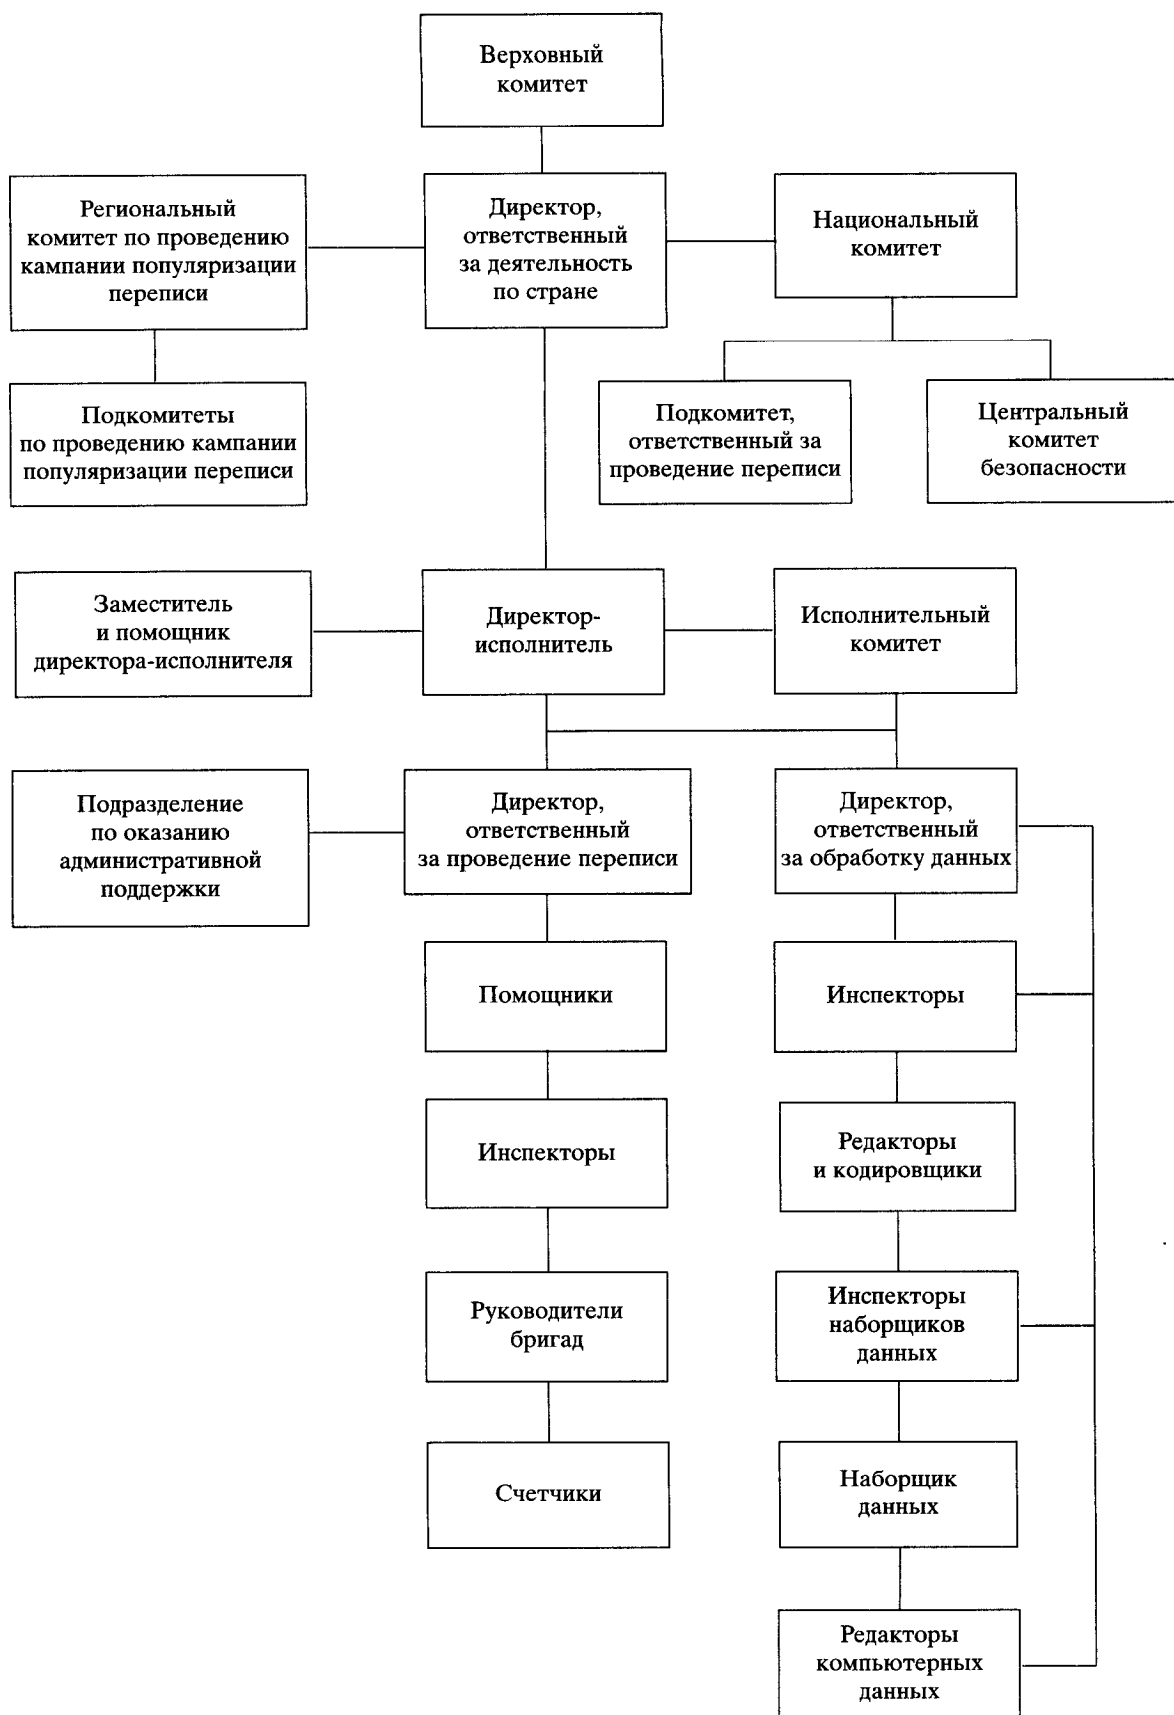 Верховный
комитет
Региональный
комитет по проведению
кампании популяризации
переписи
Директор,
ответственный
за деятельность
по стране
Национальный
комитет
Подкомитеты
по проведению кампании
популяризации переписи
Подкомитет,
ответственный за
проведение переписи
Центральный
комитет
безопасности
Заместитель
и помощник
директора-исполнителя
Директор-
исполнитель
Исполнительный
комитет
Подразделение
по оказанию
административной
поддержки
Директор,
ответственный
за проведение переписи
Директор,
ответственный
за обработку данных
Помощники
Инспекторы
Инспекторы
Редакторы
и кодировщики
Руководители
бригад
Инспекторы
наборщиков
данных
Счетчики
Наборщик
данных
Редакторы
компьютерных
данных